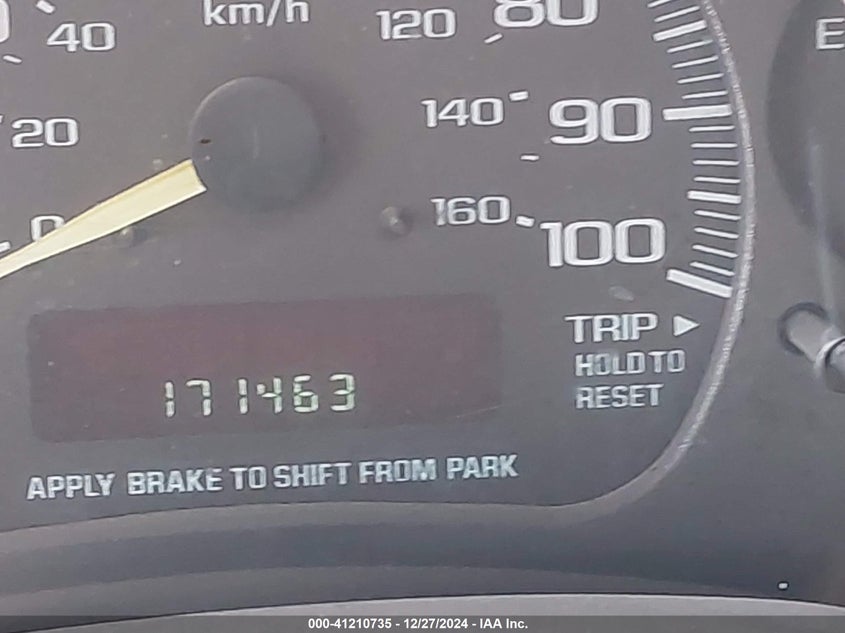 km/h
40
120
80
E
20
140
90
0
160
100
TRIP
HOLD TO
RESET
171463
APPLY BRAKE TO SHIFT FROM PARK
000-41210735 - 12/27/2024 - IAA Inc.